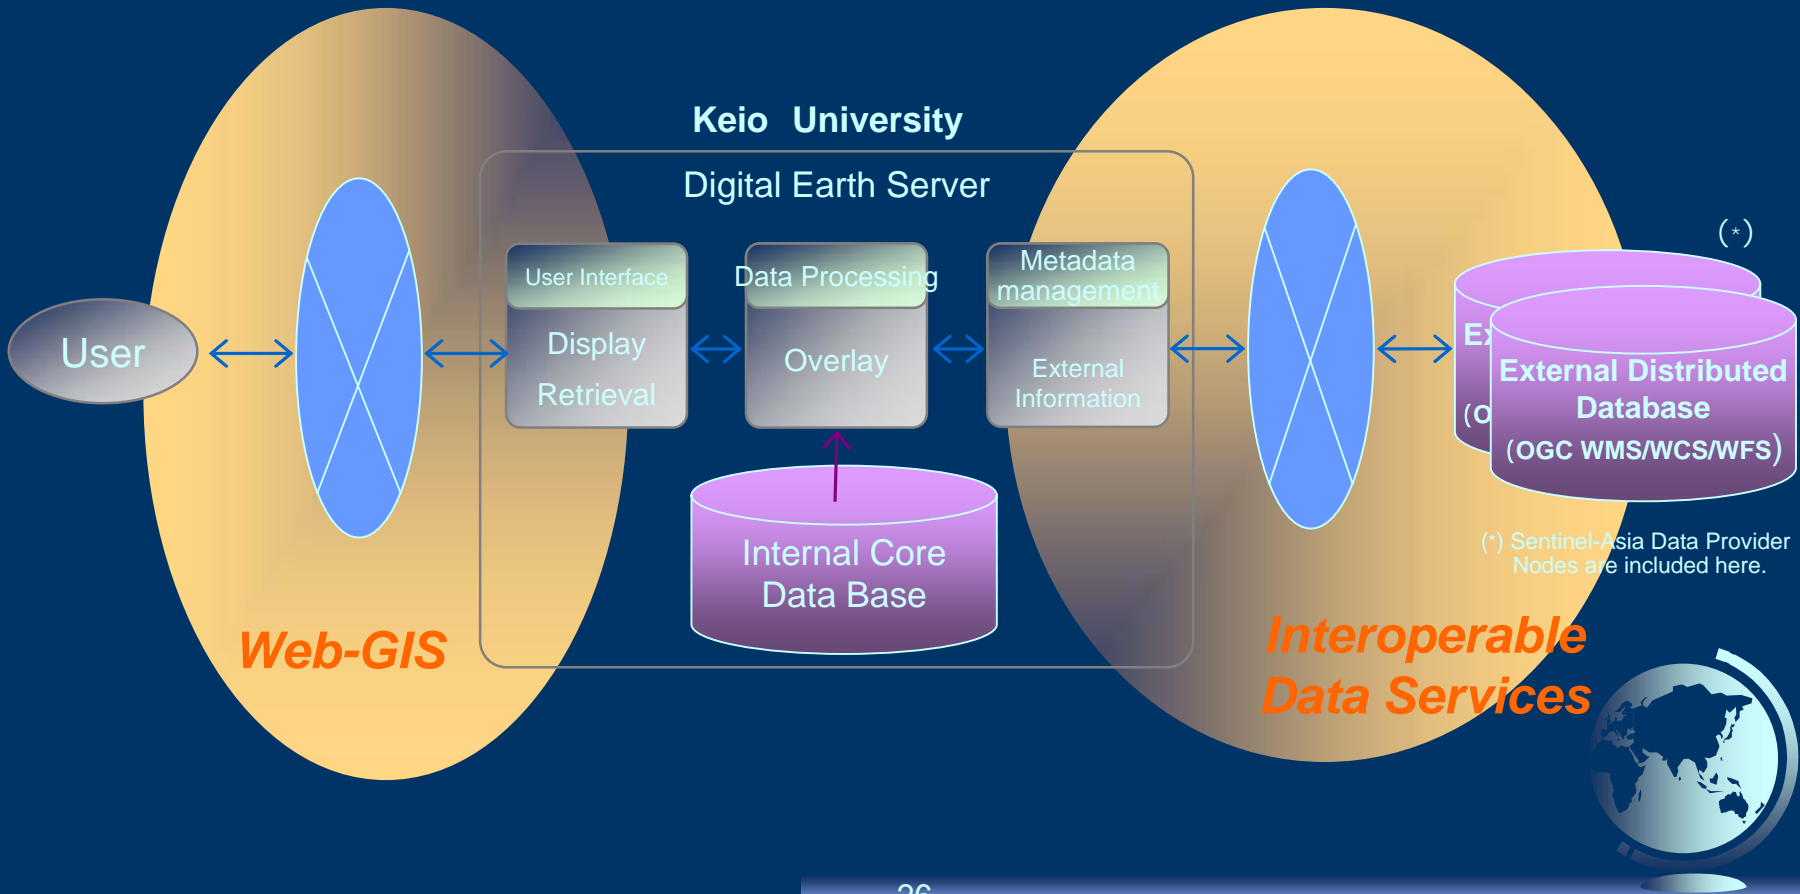 Keio University
Digital Earth Server
(*)
User
User Interface
Display
Retrieval
Data Processing
Overlay
Metadata
management
External
Information
Ex
(O
External Distributed
Database
(OGC WMS/WCS/WFS)
Internal Core
Data Base
(*) Sentinel-Asia Data Provider
Nodes are included here.
Web-GIS
Interoperable
Data Services
26